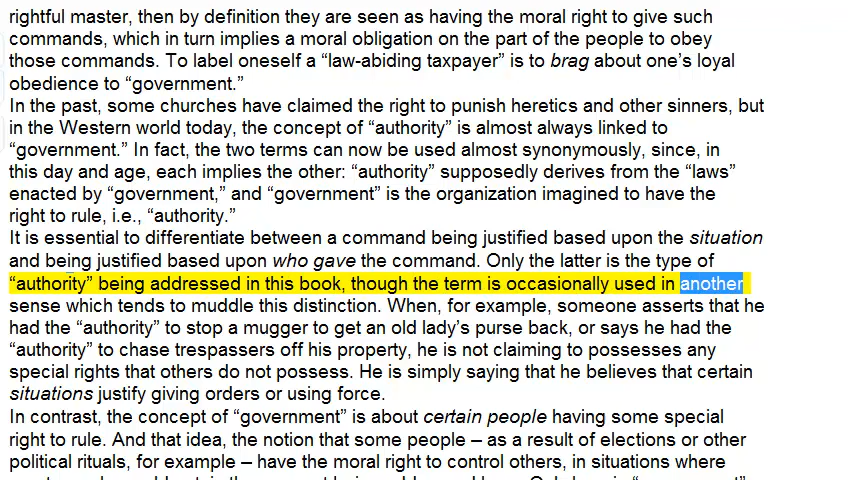 rightful master, then by definition they are seen as having the moral right to give such
commands, which in turn implies a moral obligation on the part of the people to obey
those commands. To label oneself a “law-abiding taxpayer” is to brag about one’s loyal
obedience to “government.”
In the past, some churches have claimed the right to punish heretics and other sinners, but
in the Western world today, the concept of “authority” is almost always linked to
“government.” In fact, the two terms can now be used almost synonymously, since, in
this day and age, each implies the other: “authority” supposedly derives from the “laws”
enacted by “government,” and “government” is the organization imagined to have the
right to rule, i.e., “authority.”
It is essential to differentiate between a command being justified based upon the situation
and being justified based upon who gave the command. Only the latter is the type of
“authority” being addressed in this book, though the term is occasionally used in another
sense which tends to muddle this distinction. When, for example, someone asserts that he
had the “authority” to stop a mugger to get an old lady’s purse back, or says he had the
“authority” to chase trespassers off his property, he is not claiming to possesses any
special rights that others do not possess. He is simply saying that he believes that certain
situations justify giving orders or using force.
In contrast, the concept of “government” is about certain people having some special
right to rule. And that idea, the notion that some people – as a result of elections or other
political rituals, for example – have the moral right to control others, in situations where